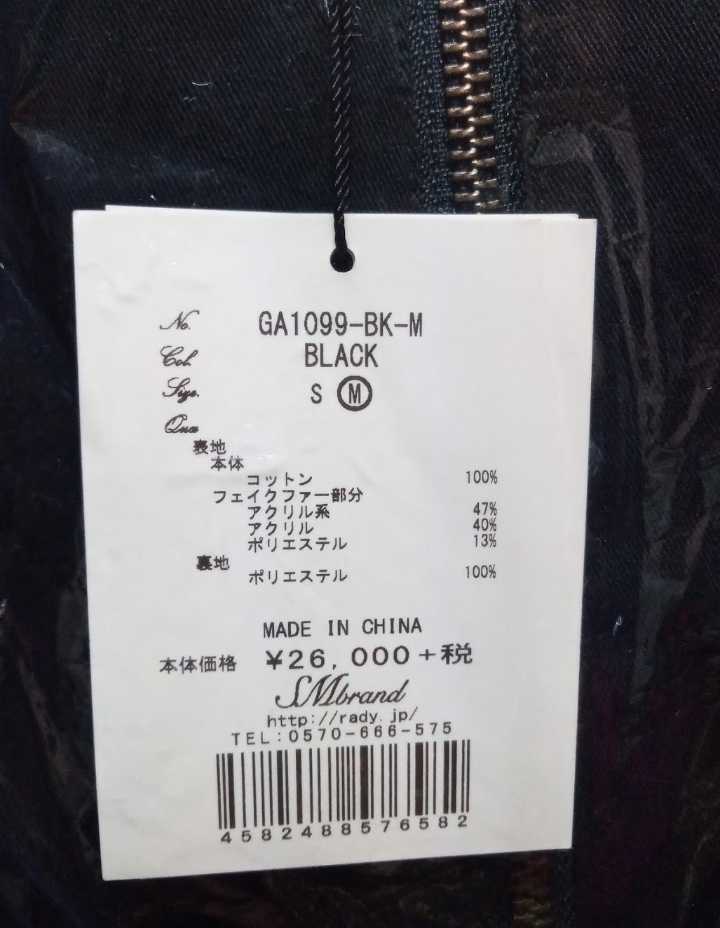 No. GA1099-BK-M
Col. BLACK
Size. S M
Qua
表地
本体
コットン 100%
フェイクファー部分
アクリル系 47%
アクリル 40%
ポリエステル 13%
裏地
ポリエステル 100%
MADE IN CHINA
本体価格 ¥26,000+税
SMbrand
http://rady.jp/
TEL:0570-666-575
4582488576582